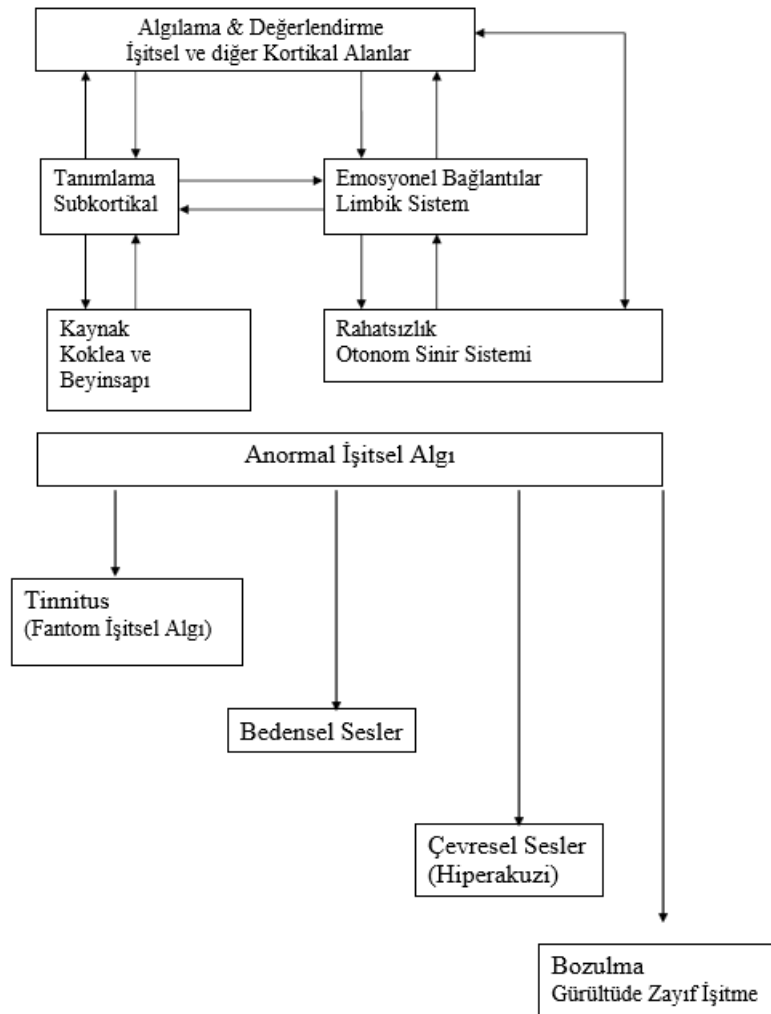 Algılama & Değerlendirme
İşitsel ve diğer Kortikal Alanlar
Tanımlama
Subkortikal
Emosyonel Bağlantılar
Limbik Sistem
Kaynak
Koklea ve
Beyinsapı
Rahatsızlık
Otonom Sinir Sistemi
Anormal İşitsel Algı
Tinnitus
(Fantom İşitsel Algı)
Bedensel Sesler
Çevresel Sesler
(Hiperakuzi)
Bozulma
Gürültüde Zayıf İşitme